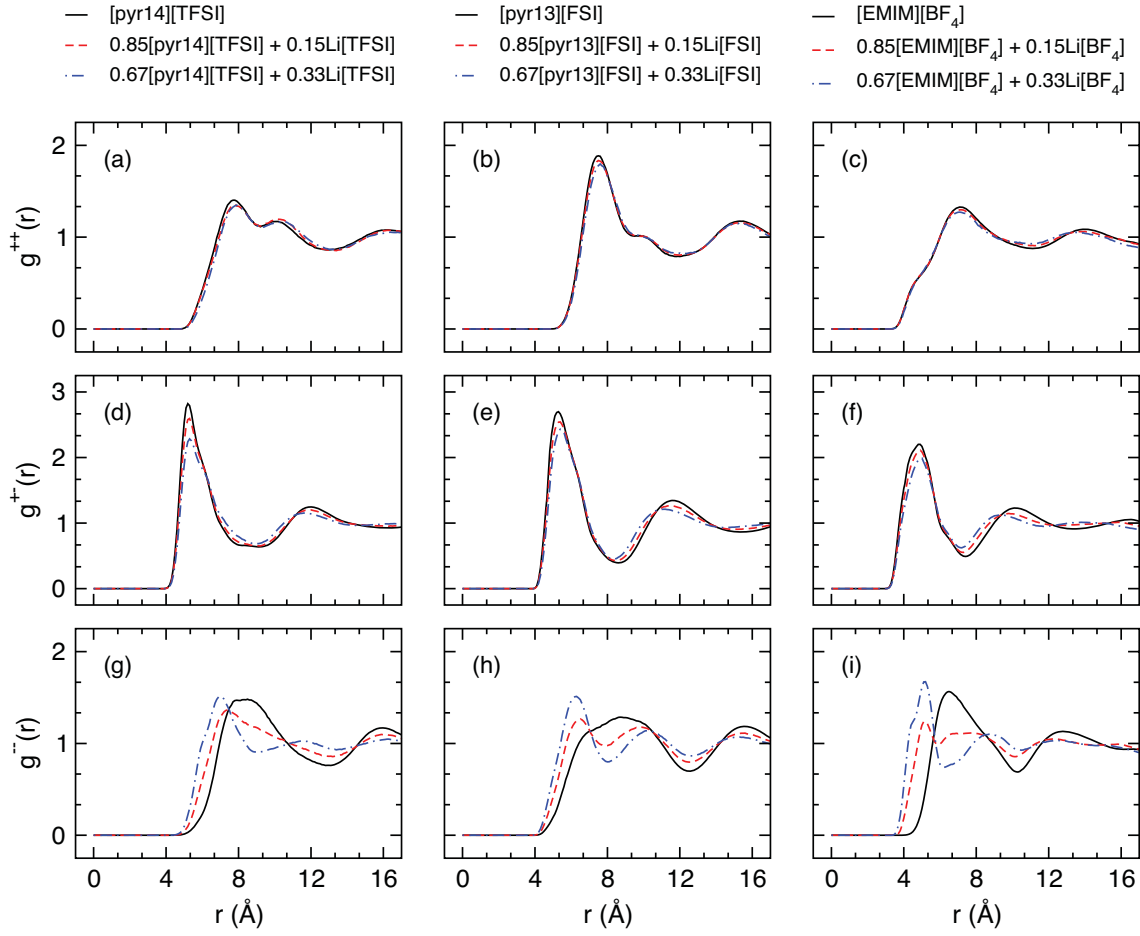 [pyr14][TFSI]
0.85[pyr14][TFSI] + 0.15Li[TFSI]
0.67[pyr14][TFSI] + 0.33Li[TFSI]
[pyr13][FSI]
0.85[pyr13][FSI] + 0.15Li[FSI]
0.67[pyr13][FSI] + 0.33Li[FSI]
[EMIM][BF₄]
0.85[EMIM][BF₄] + 0.15Li[BF₄]
0.67[EMIM][BF₄] + 0.33Li[BF₄]
g⁺⁺(r)
2
1
0
(a)
(b)
(c)
g⁺⁻(r)
3
2
1
0
(d)
(e)
(f)
g⁻⁻(r)
2
1
0
(g)
(h)
(i)
0 4 8 12 16
0 4 8 12 16
0 4 8 12 16
r (Å)
r (Å)
r (Å)